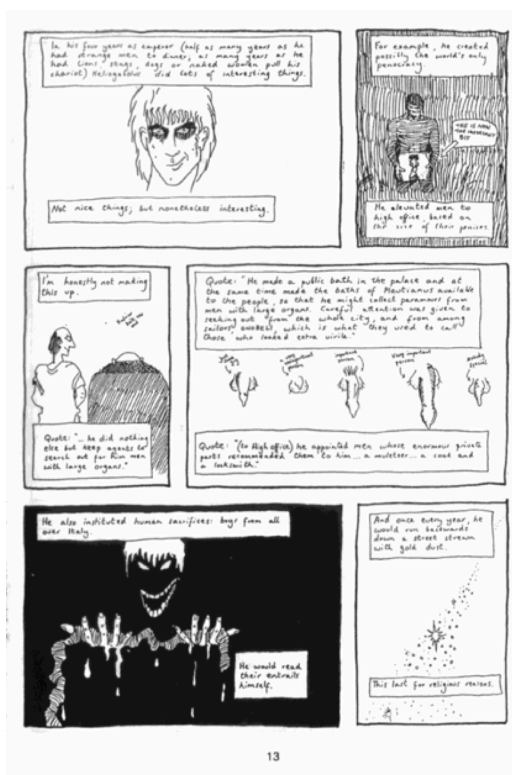 In his four years as emperor (half as many years as he
had strange men to dinner, as many years as he
had lions, stags, dogs or naked women pull his
chariot) Heliogabolus did lots of interesting things.
Not nice things; but nonetheless interesting.
For example, he created
possibly the world's only
penocracy.
THIS IS NOW
THE IMPORTANT
BIT
He elevated men to
high office, based on
the size of their penises.
I'm honestly not making
this up.
Quote: "... he did nothing
else but keep agents to
search out for him men
with large organs."
Quote: "He made a public bath in the palace and at
the same time made the baths of Plautianus available
to the people, so that he might collect paramours from
men with large organs. Careful attention was given to
seeking out "from the whole city, and from among
sailors" ONOBELS, which is what they used to call
those who looked extra virile."
a very
unimportant
person
important
person
Very important
person
Nobody
special
Quote: "(to High office) he appointed men whose enormous private
parts recommended them to him... a muleteer... a cook and
a locksmith."
He also instituted human sacrifices: boys from all
over Italy.
He would read
their entrails
himself.
And once every year, he
would run backwards
down a street strewn
with gold dust.
This last for religious reasons.
13